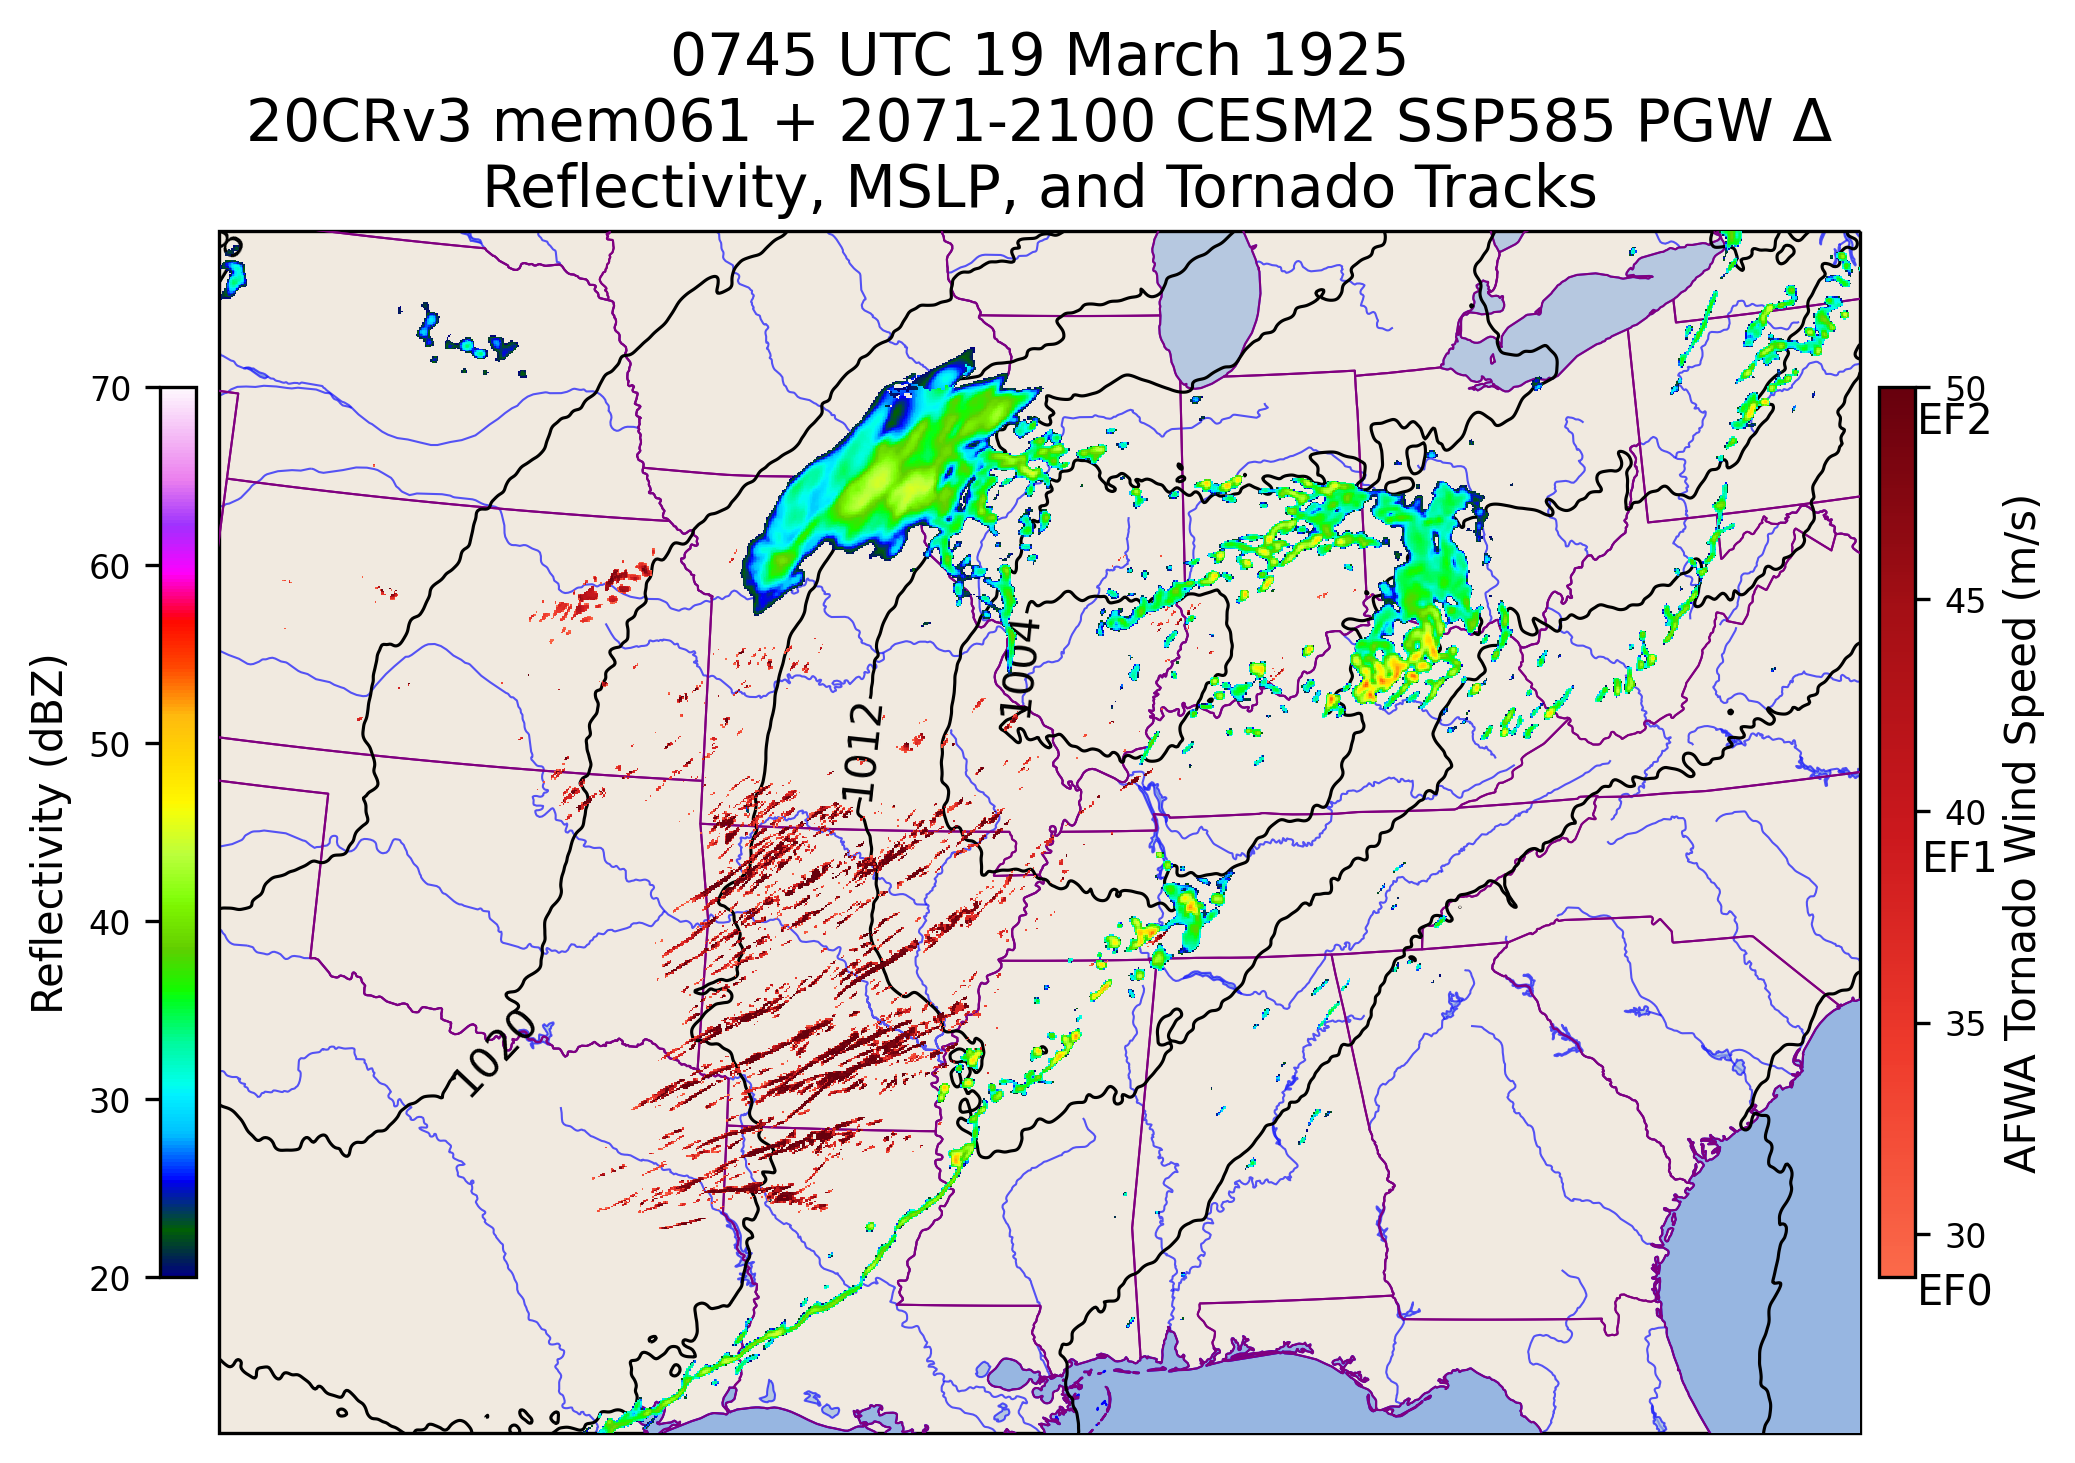 0745 UTC 19 March 1925
20CRv3 mem061 + 2071-2100 CESM2 SSP585 PGW Δ
Reflectivity, MSLP, and Tornado Tracks
Reflectivity (dBZ)
70
60
50
40
30
20
1004
1012
1020
50
EF2
45
40
EF1
35
30
EF0
AFWA Tornado Wind Speed (m/s)